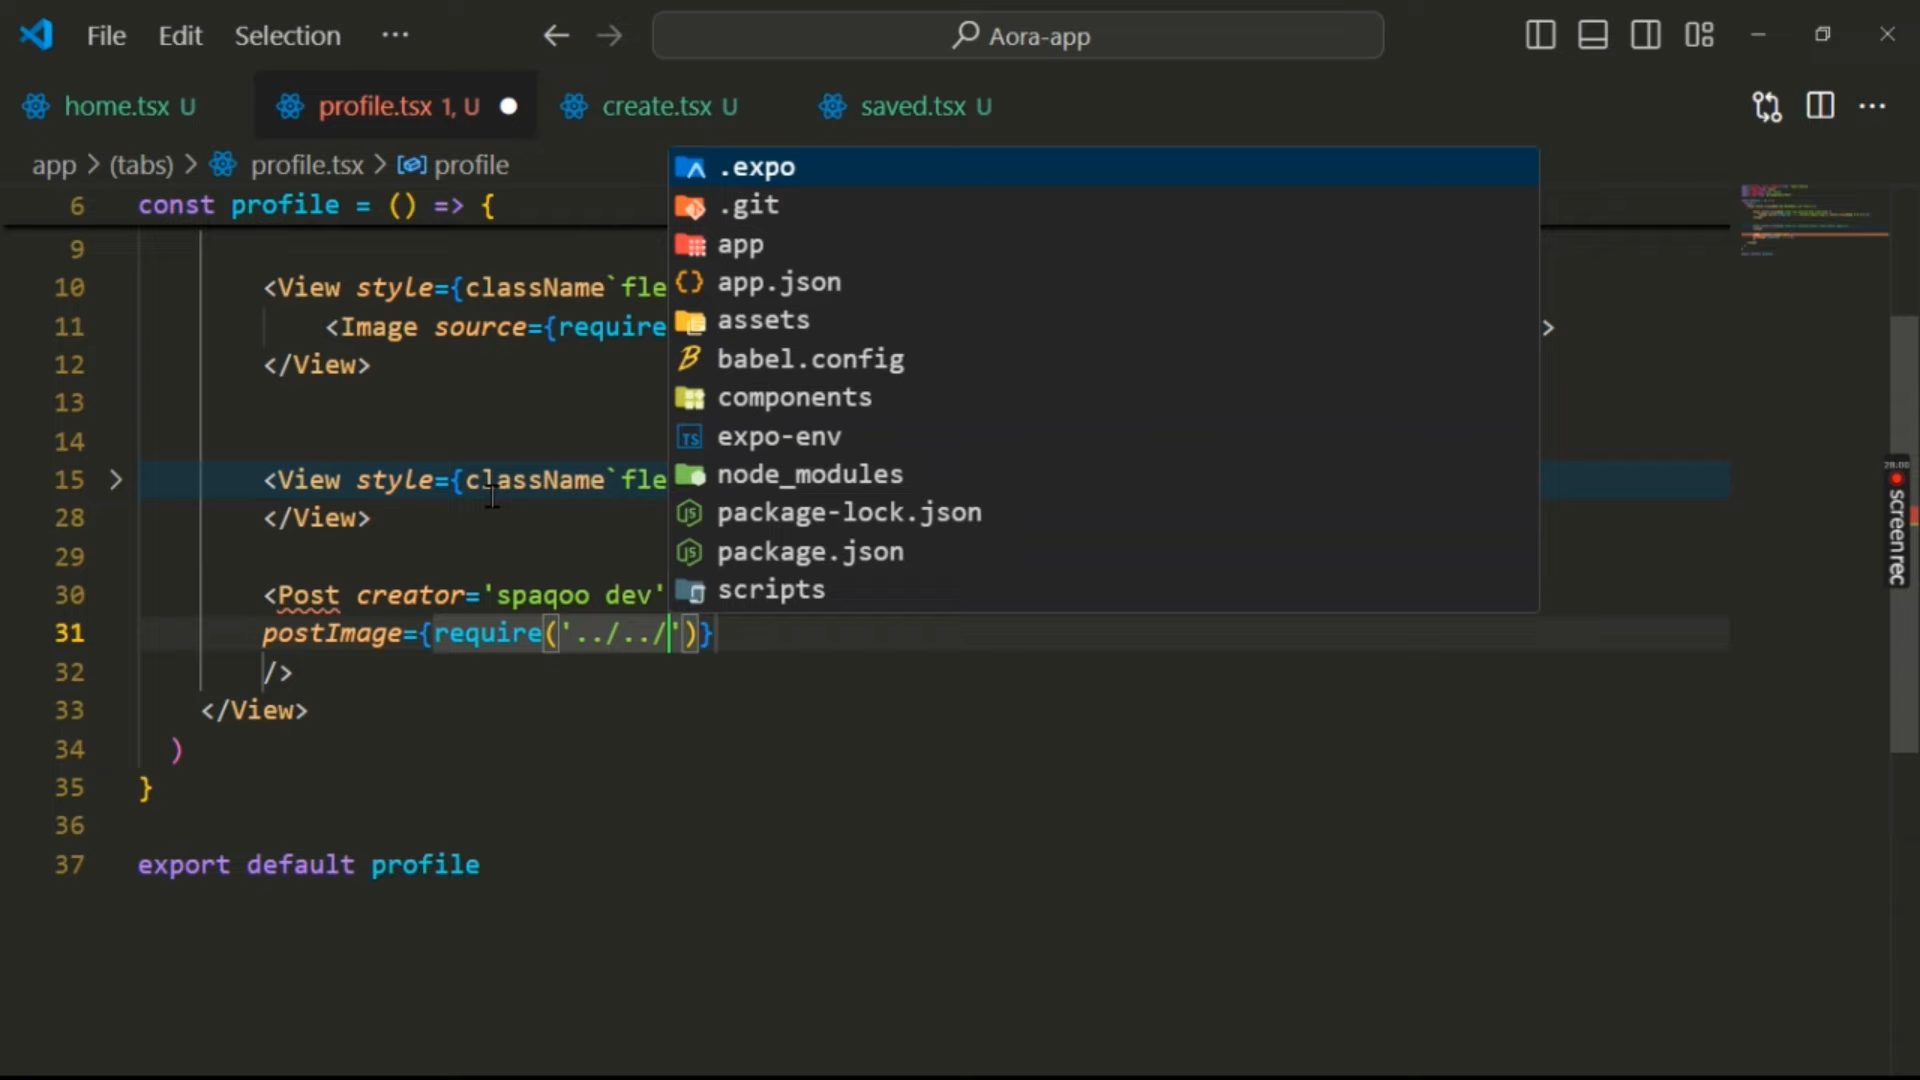 File Edit Selection ··· Aora-app
home.tsx U profile.tsx 1, U create.tsx U saved.tsx U ···
app > (tabs) > profile.tsx > profile
6 const profile = () => {
9
10 <View style={className`fle
11 <Image source={require >
12 </View>
13
14
15 <View style={className`fle
28 </View>
29
30 <Post creator='spaqoo dev'
31 postImage={require('../../')}
32 />
33 </View>
34 )
35 }
36
37 export default profile
.expo
.git
app
app.json
assets
babel.config
components
expo-env
node_modules
package-lock.json
package.json
scripts
screen rec